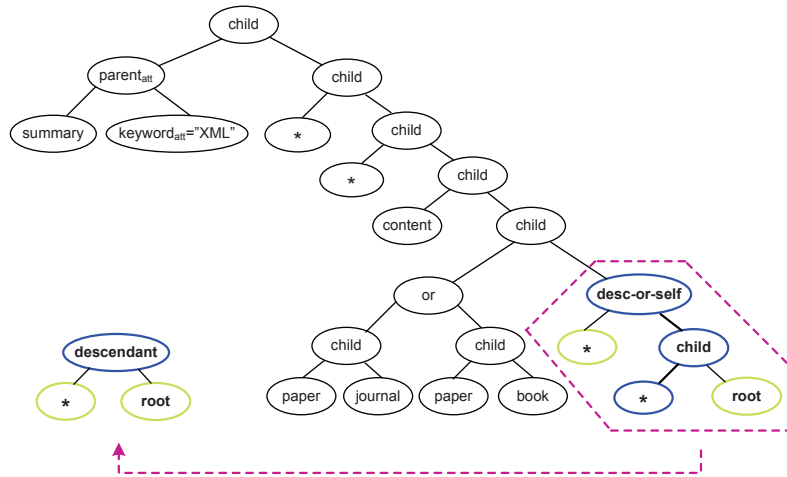 child
parentatt
child
summary
keywordatt="XML"
*
child
*
child
content
child
or
desc-or-self
descendant
child
child
*
child
*
root
paper
journal
paper
book
*
root